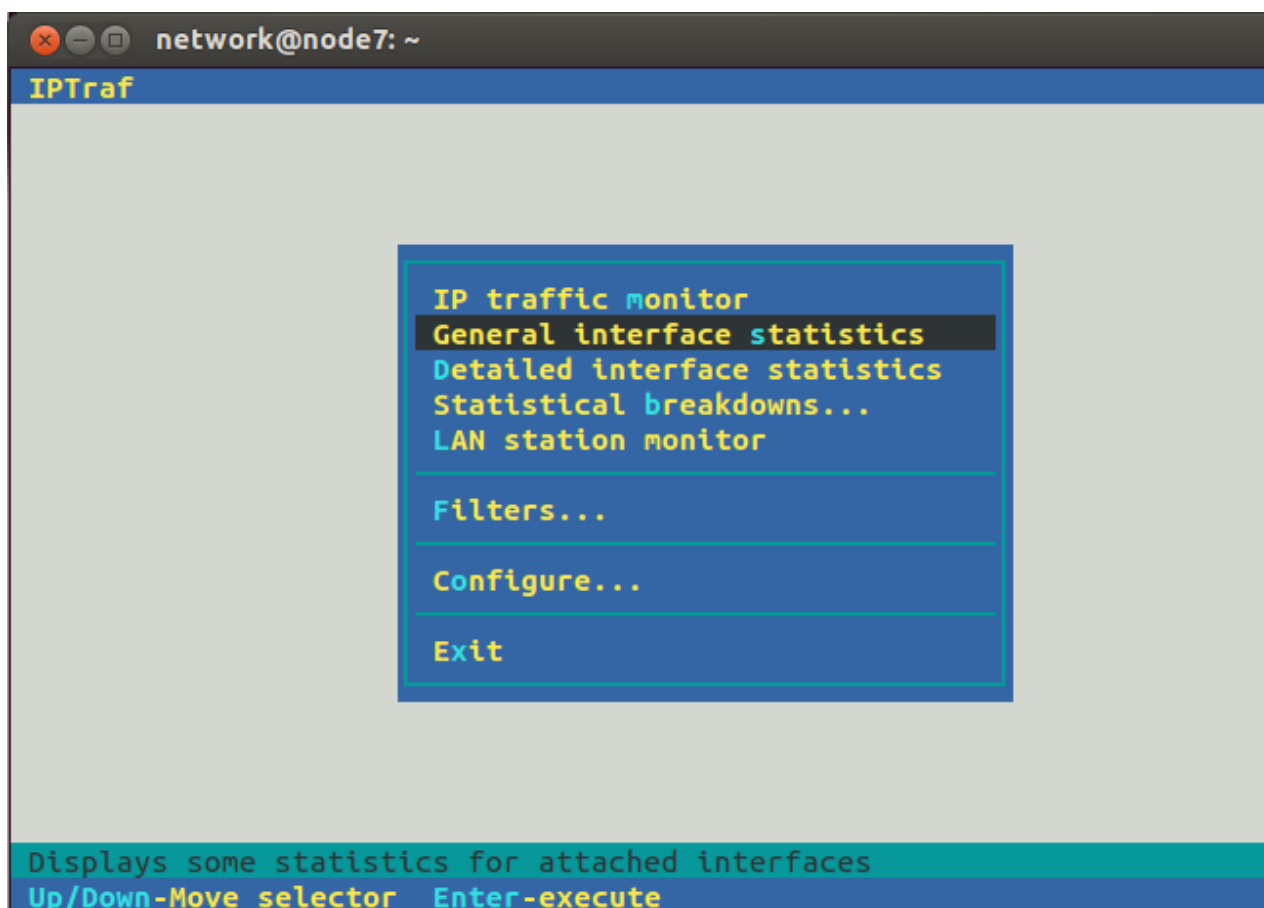 network@node7: ~
IPTraf
IP traffic monitor
General interface statistics
Detailed interface statistics
Statistical breakdowns...
LAN station monitor
Filters...
Configure...
Exit
Displays some statistics for attached interfaces
Up/Down-Move selector  Enter-execute